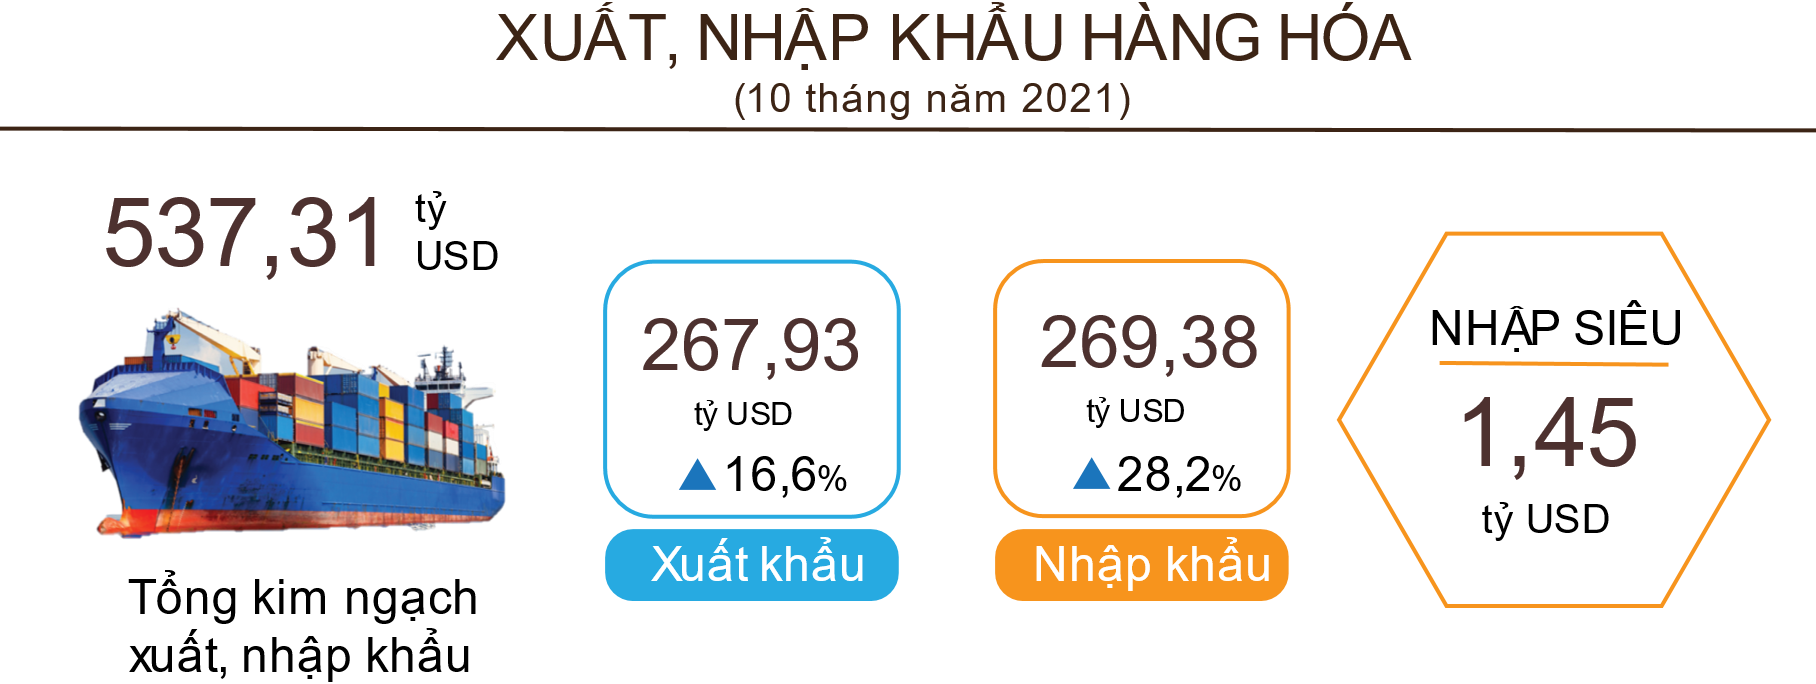 XUẤT, NHẬP KHẨU HÀNG HÓA
(10 tháng năm 2021)
537,31 tỷ
USD
Tổng kim ngạch
xuất, nhập khẩu
267,93
tỷ USD
▲16,6%
Xuất khẩu
269,38
tỷ USD
▲28,2%
Nhập khẩu
NHẬP SIÊU
1,45
tỷ USD